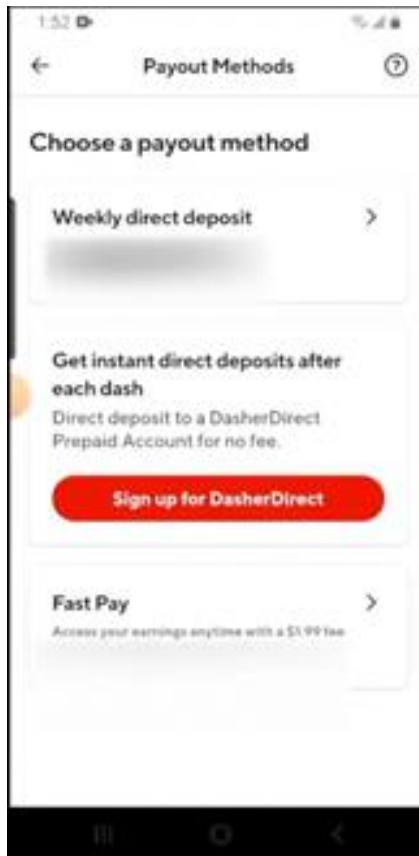 1:52
Payout Methods
Choose a payout method
Weekly direct deposit
Get instant direct deposits after
each dash
Direct deposit to a DasherDirect
Prepaid Account for no fee.
Sign up for DasherDirect
Fast Pay
Access your earnings anytime with a $1.99 fee